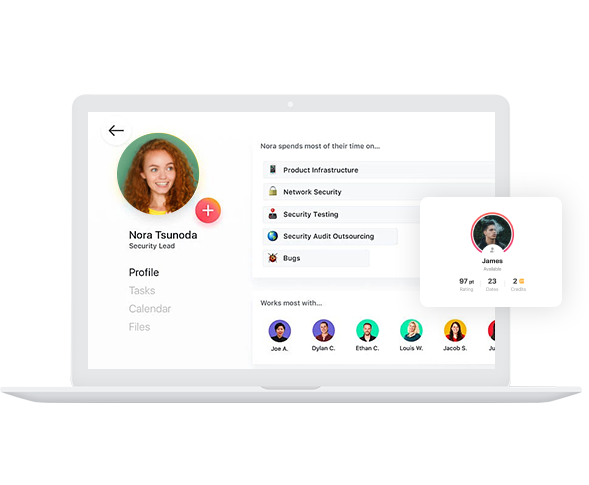 Nora Tsunoda
Security Lead
Profile
Tasks
Calendar
Files
Nora spends most of their time on...
Product Infrastructure
Network Security
Security Testing
Security Audit Outsourcing
Bugs
Works most with...
Joe A.
Dylan C.
Ethan C.
Louis W.
Jacob S.
James
Available
97 pt
23
2
Rating
Dates
Credits